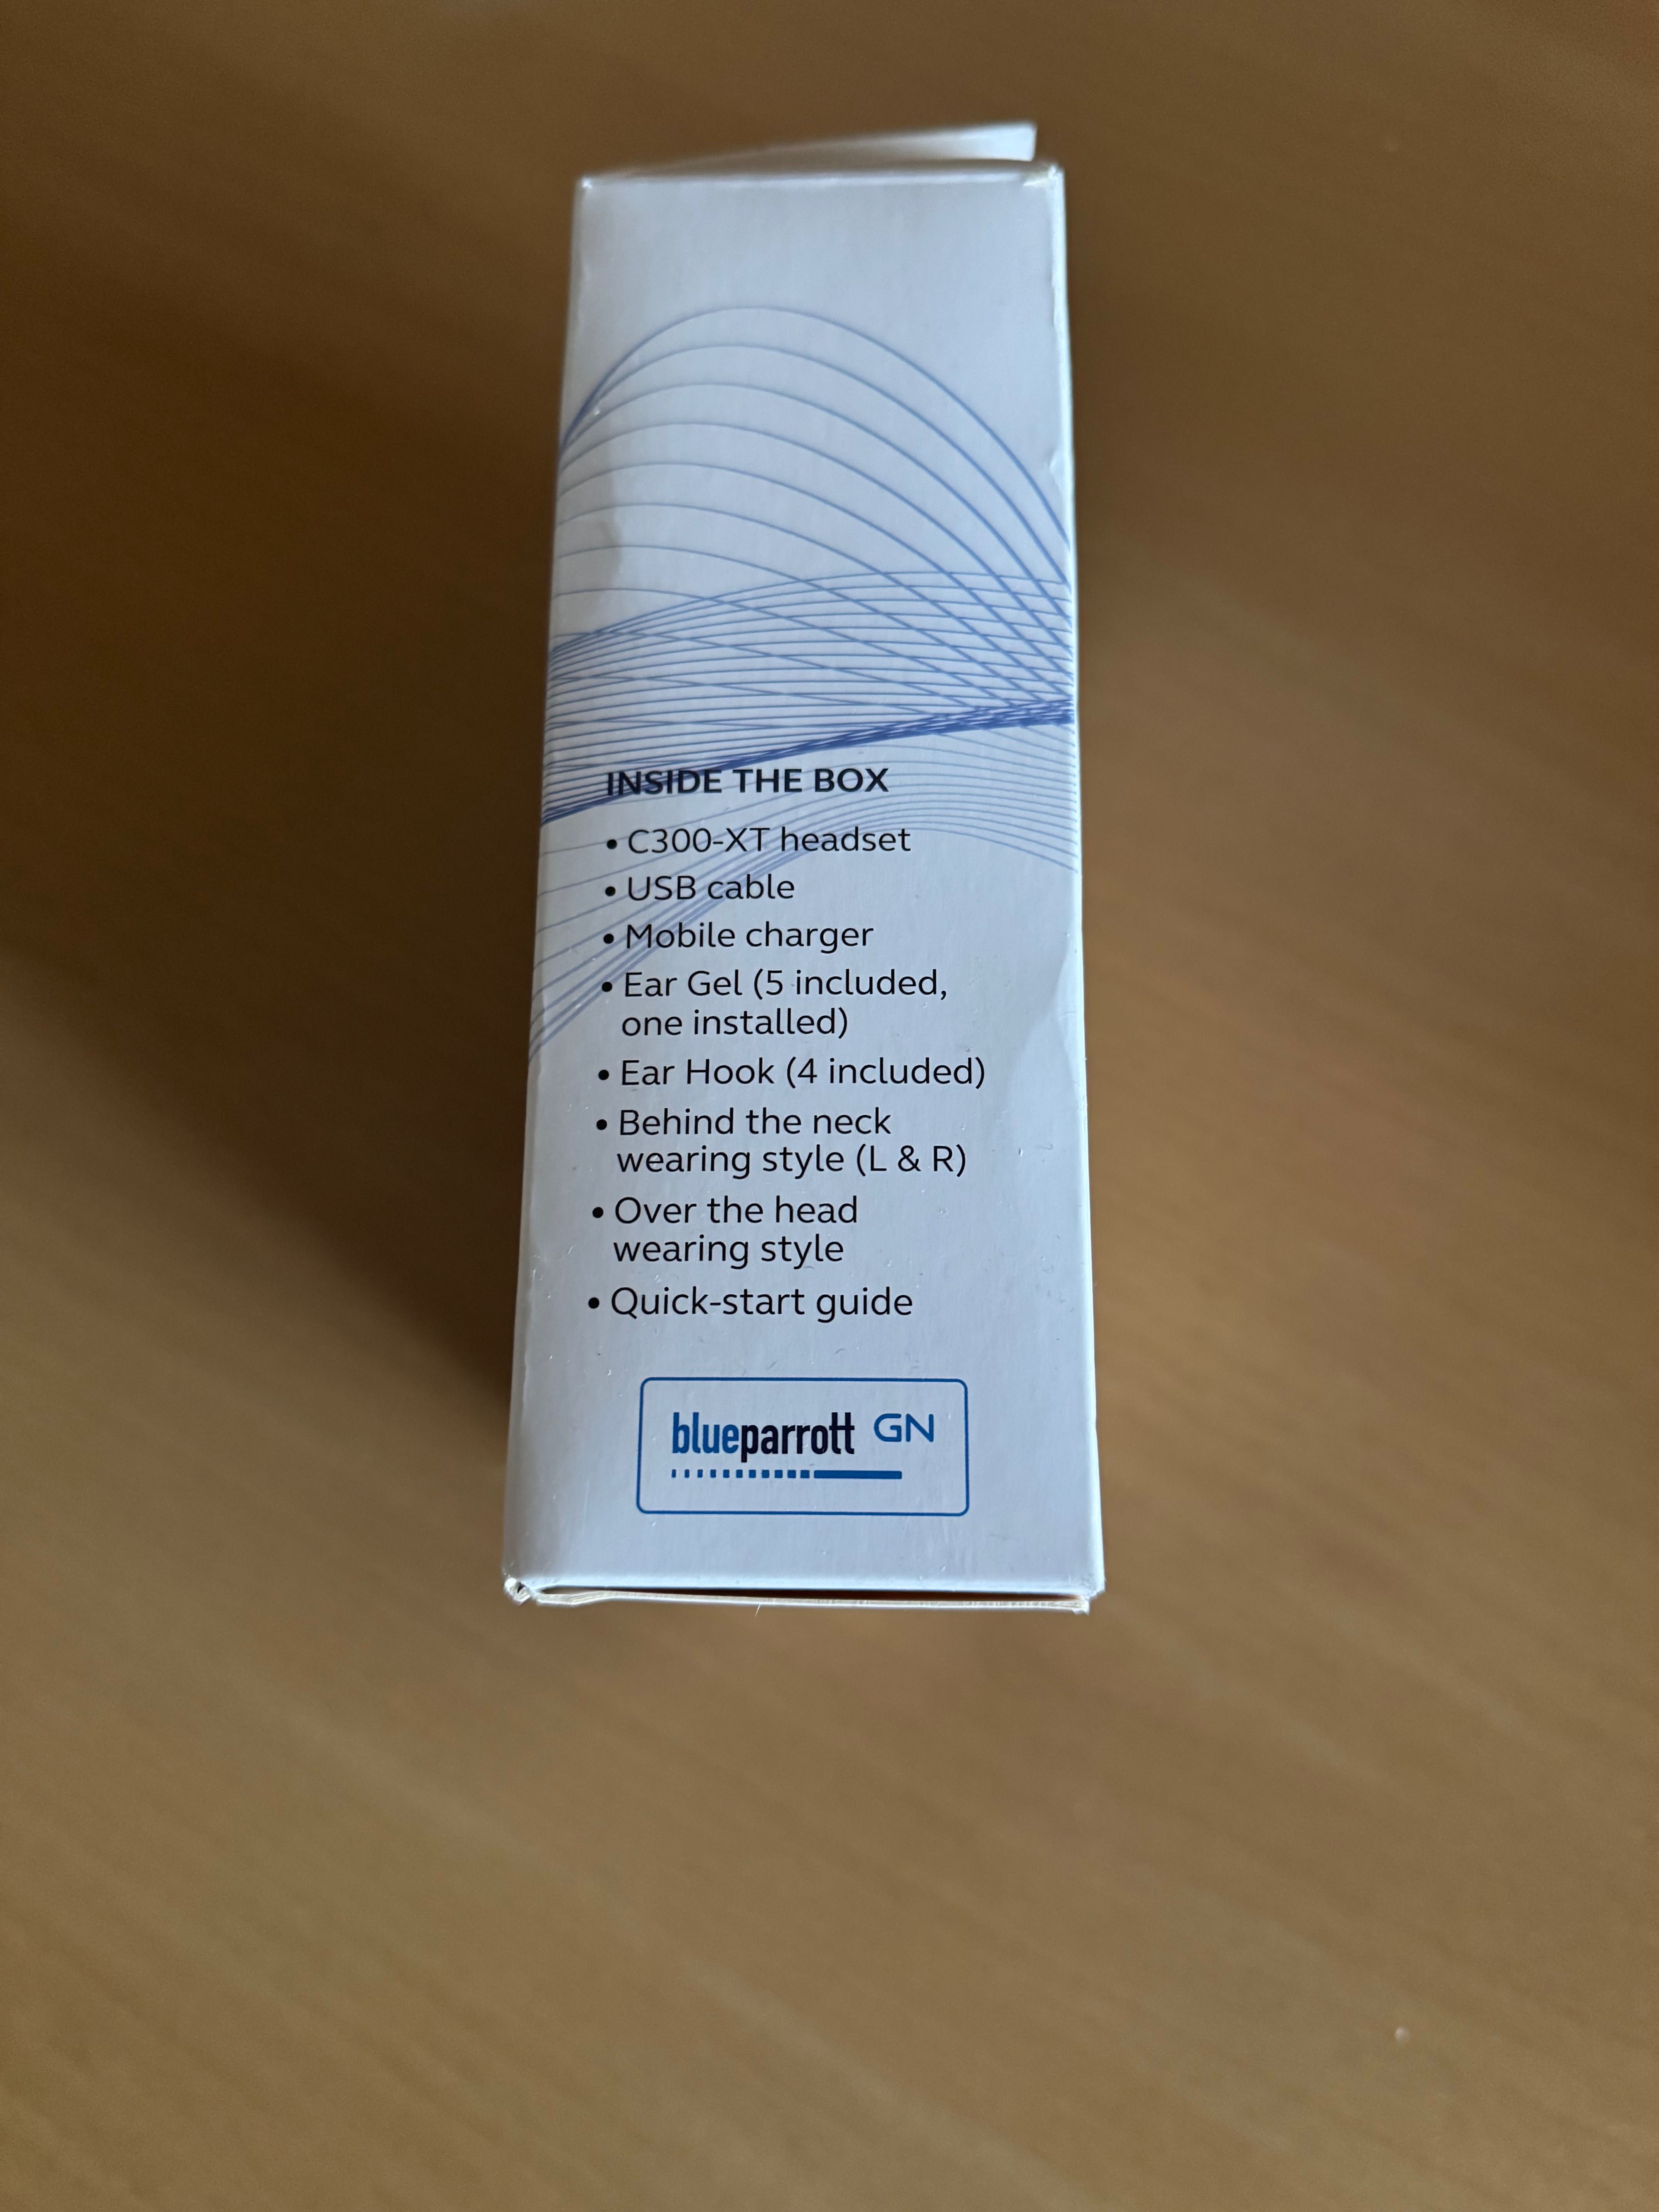 INSIDE THE BOX
• C300-XT headset
• USB cable
• Mobile charger
• Ear Gel (5 included,
one installed)
• Ear Hook (4 included)
• Behind the neck
wearing style (L & R)
• Over the head
wearing style
• Quick-start guide
blueparrott GN